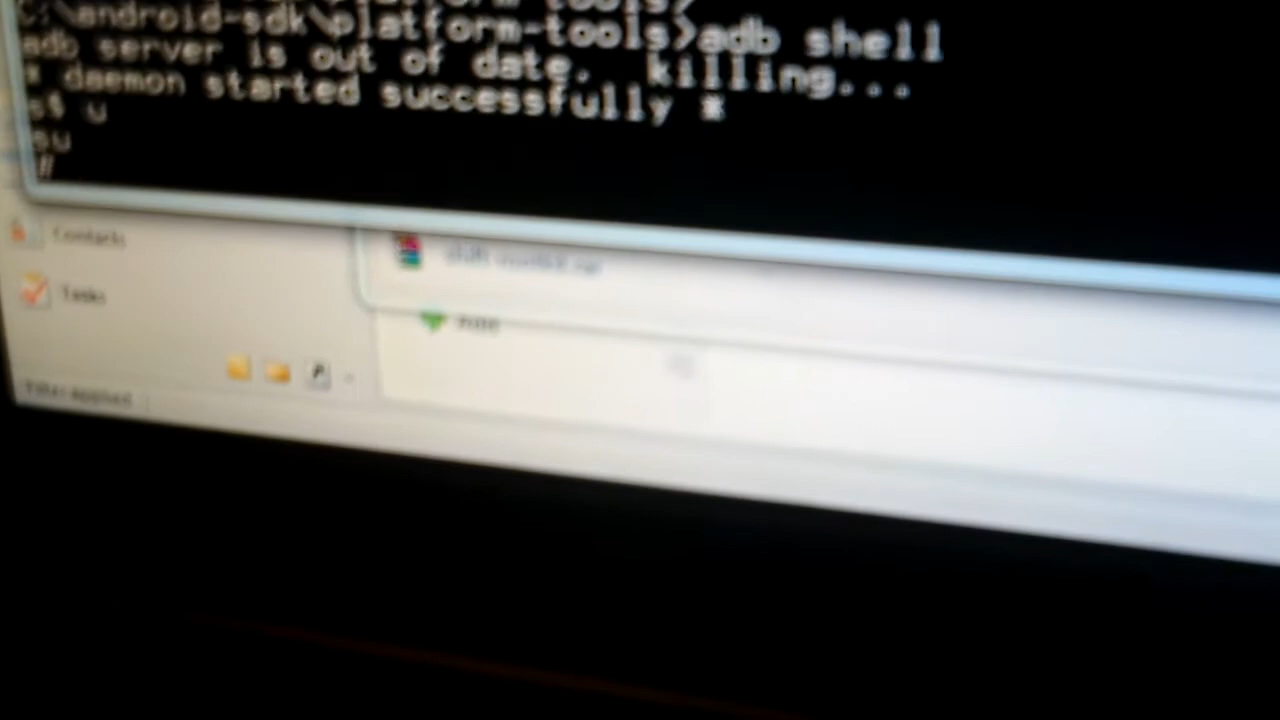 C:\android-sdk\platform-tools>adb shell
adb server is out of date.  killing...
* daemon started successfully *
s$ u
su
#
Contacts
Tasks